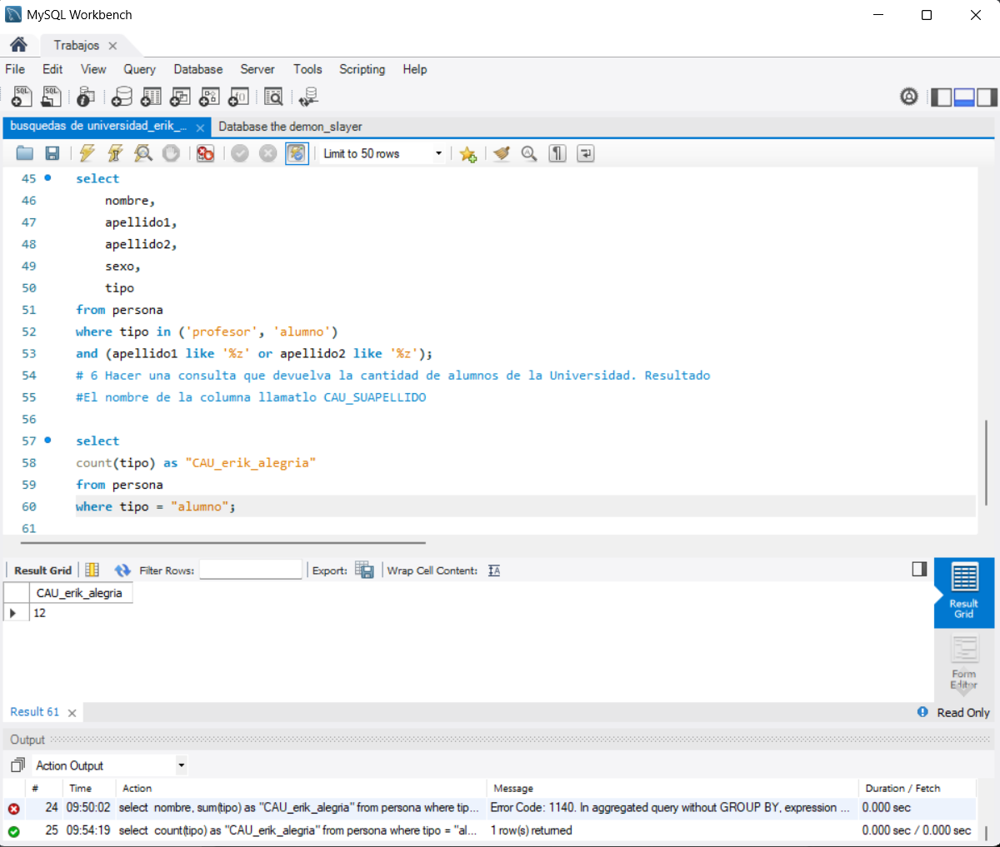 MySQL Workbench
Trabajos
File Edit View Query Database Server Tools Scripting Help
SQL SQL
busquedas de universidad_erik_... Database the demon_slayer
Limit to 50 rows
45 select
46 nombre,
47 apellido1,
48 apellido2,
49 sexo,
50 tipo
51 from persona
52 where tipo in ('profesor', 'alumno')
53 and (apellido1 like '%z' or apellido2 like '%z');
54 # 6 Hacer una consulta que devuelva la cantidad de alumnos de la Universidad. Resultado
55 #El nombre de la columna llamatlo CAU_SUAPELLIDO
56
57 select
58 count(tipo) as "CAU_erik_alegria"
59 from persona
60 where tipo = "alumno";
61
Result Grid Filter Rows: Export: Wrap Cell Content:
CAU_erik_alegria
12
Result
Grid
Form
Editor
Result 61 Read Only
Output
Action Output
# Time Action Message Duration / Fetch
24 09:50:02 select nombre, sum(tipo) as "CAU_erik_alegria" from persona where tip... Error Code: 1140. In aggregated query without GROUP BY, expression ... 0.000 sec
25 09:54:19 select count(tipo) as "CAU_erik_alegria" from persona where tipo = "al... 1 row(s) returned 0.000 sec / 0.000 sec